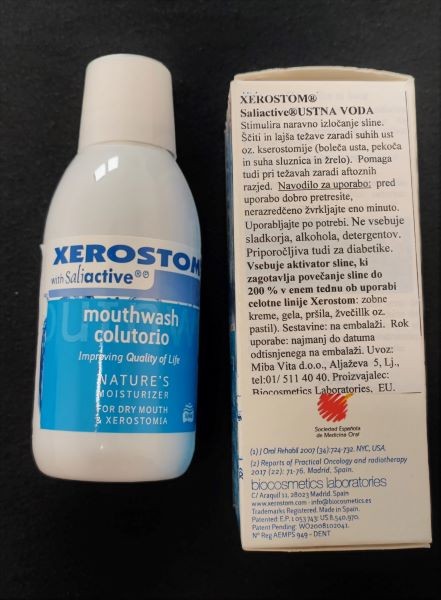 XEROSTOM
with Saliactive®®
mouthwash
colutorio
Improving Quality of Life
NATURE'S
MOISTURIZER
FOR DRY MOUTH
& XEROSTOMIA
XEROSTOM®
Saliactive®USTNA VODA
Stimulira naravno izločanje sline.
Ščiti in lajša težave zaradi suhih ust
oz. kserostomije (boleča usta, pekoča
in suha sluznica in žrelo). Pomaga
tudi pri težavah zaradi aftoznih
razjed. Navodilo za uporabo: pred
uporabo dobro pretresite,
nerazredčeno žvrkljajte eno minuto.
Uporabljajte po potrebi. Ne vsebuje
sladkorja, alkohola, detergentov.
Priporočljiva tudi za diabetike.
Vsebuje aktivator sline, ki
zagotavlja povečanje sline do
200 % v enem tednu ob uporabi
celotne linije Xerostom: zobne
kreme, gela, pršila, žvečilk oz.
pastil). Sestavine: na embalaži. Rok
uporabe: najmanj do datuma
odtisnjenega na embalaži. Uvoz:
Miba Vita d.o.o., Aljaževa 5, Lj.,
tel:01/ 511 40 40. Proizvajalec:
Biocosmetics Laboratories, EU.
Sociedad Española
de Medicina Oral
(1) J Oral Rehabil 2007 (34):724-732. NYC, USA.
(2) Reports of Practical Oncology and radiotherapy
2017 (22): 71-76. Madrid. Spain.
biocosmetics laboratories
C/ Araquil 11, 28023 Madrid. Spain
www.xerostom.com · info@biocosmetics.es
Trademarks Registered. Made in Spain.
Patented: E.P. 1 053 743: US 8,540,970.
Patent Pending: WO2008102041.
Nº Reg AEMPS 949 - DENT